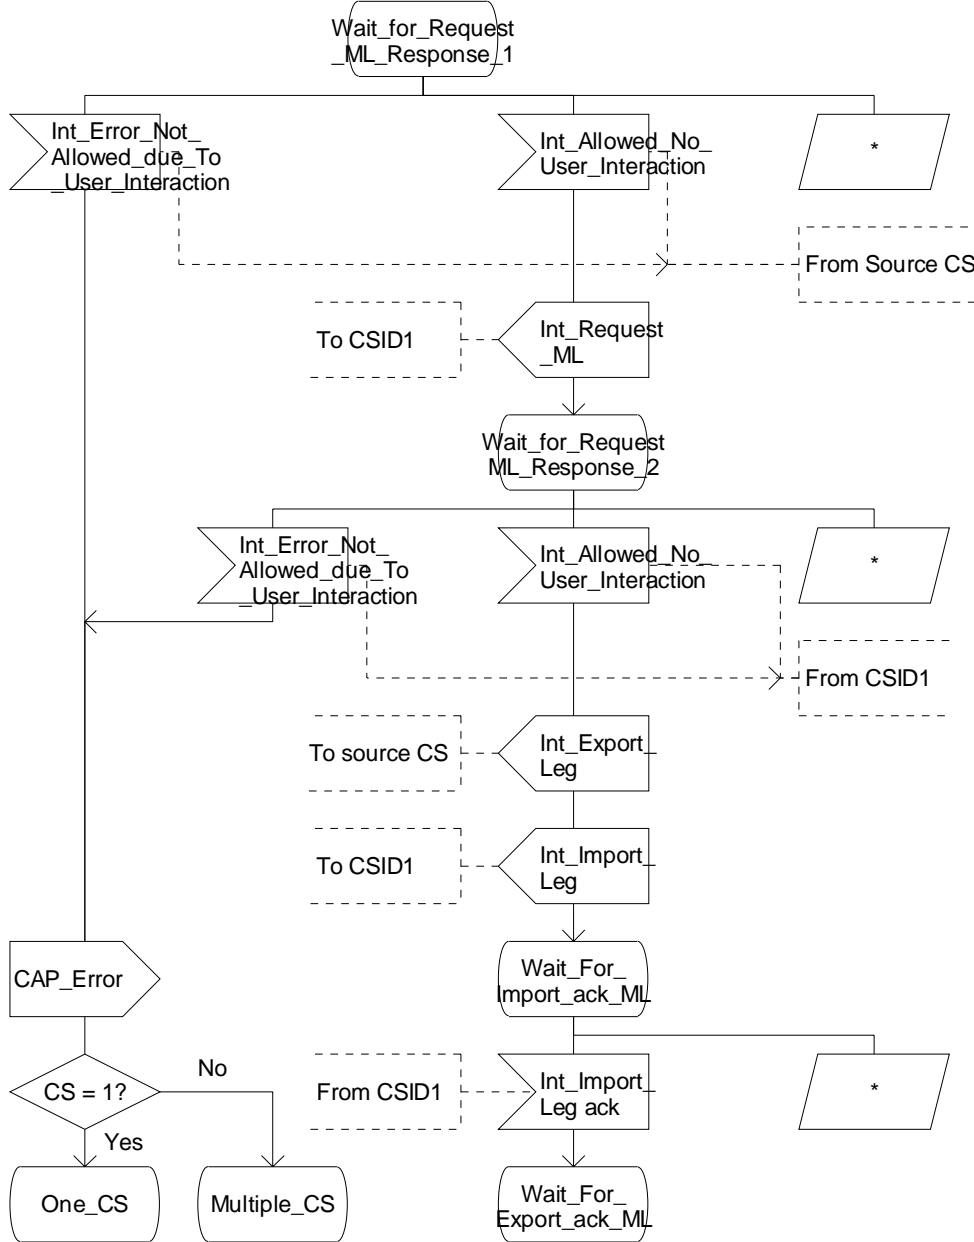 Wait_for_Request
_ML_Response_1
Int_Error_Not_
Allowed_due_To
_User_Interaction
Int_Allowed_No_
User_Interaction
*
From Source CS
To CSID1
Int_Request
_ML
Wait_for_Request
ML_Response_2
Int_Error_Not_
Allowed_due_To
_User_Interaction
Int_Allowed_No_
User_Interaction
*
From CSID1
To source CS
Int_Export_
Leg
To CSID1
Int_Import_
Leg
CAP_Error
Wait_For_
Import_ack_ML
CS = 1?
No
Yes
From CSID1
Int_Import_
Leg ack
*
One_CS
Multiple_CS
Wait_For_
Export_ack_ML